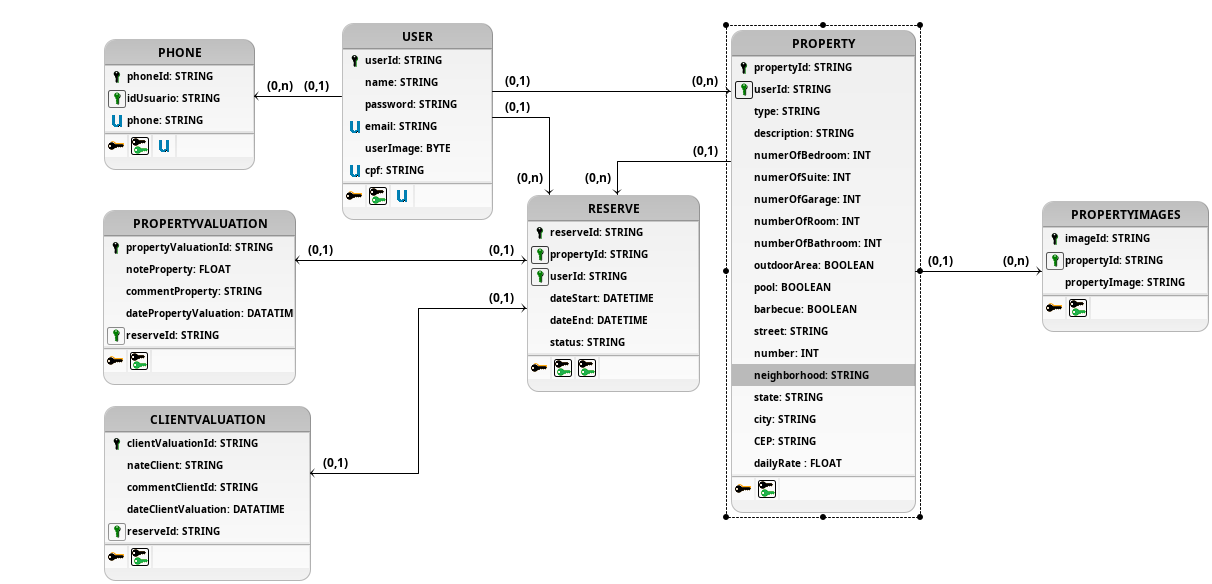 PHONE
phoneId: STRING
idUsuario: STRING
phone: STRING
(0,n)
(0,1)
USER
userId: STRING
name: STRING
password: STRING
email: STRING
userImage: BYTE
cpf: STRING
(0,1)
(0,n)
(0,1)
(0,n)
(0,n)
(0,1)
PROPERTY
propertyId: STRING
userId: STRING
type: STRING
description: STRING
numerOfBedroom: INT
numerOfSuite: INT
numerOfGarage: INT
numberOfRoom: INT
numberOfBathroom: INT
outdoorArea: BOOLEAN
pool: BOOLEAN
barbecue: BOOLEAN
street: STRING
number: INT
neighborhood: STRING
state: STRING
city: STRING
CEP: STRING
dailyRate : FLOAT
(0,1)
(0,n)
PROPERTYIMAGES
imageId: STRING
propertyId: STRING
propertyImage: STRING
PROPERTYVALUATION
propertyValuationId: STRING
noteProperty: FLOAT
commentProperty: STRING
datePropertyValuation: DATATIM
reserveId: STRING
(0,1)
(0,1)
RESERVE
reserveId: STRING
propertyId: STRING
userId: STRING
dateStart: DATETIME
dateEnd: DATETIME
status: STRING
(0,1)
(0,1)
CLIENTVALUATION
clientValuationId: STRING
nateClient: STRING
commentClientId: STRING
dateClientValuation: DATATIME
reserveId: STRING